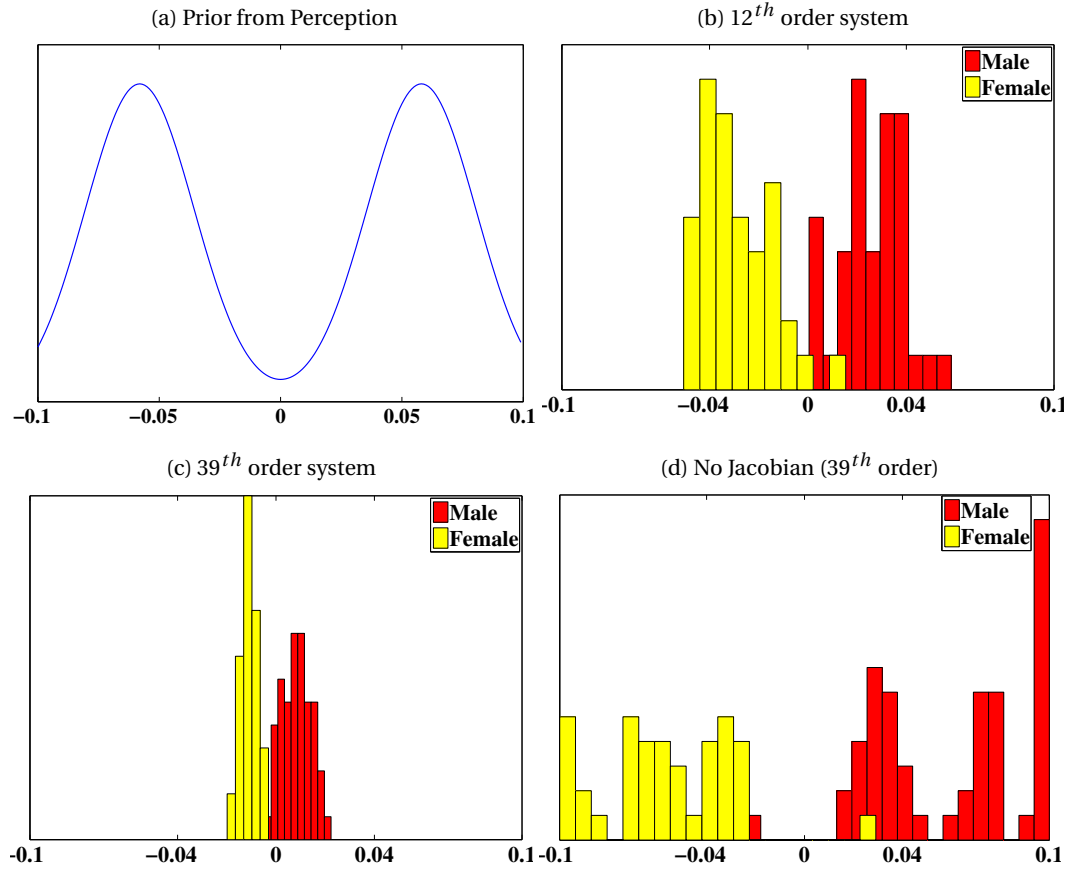 (a) Prior from Perception
−0.1 −0.05 0 0.05 0.1
(b) 12th order system
Male
Female
-0.1 −0.04 0 0.04 0.1
(c) 39th order system
Male
Female
-0.1 −0.04 0 0.04 0.1
(d) No Jacobian (39th order)
Male
Female
-0.1 −0.04 0 0.04 0.1